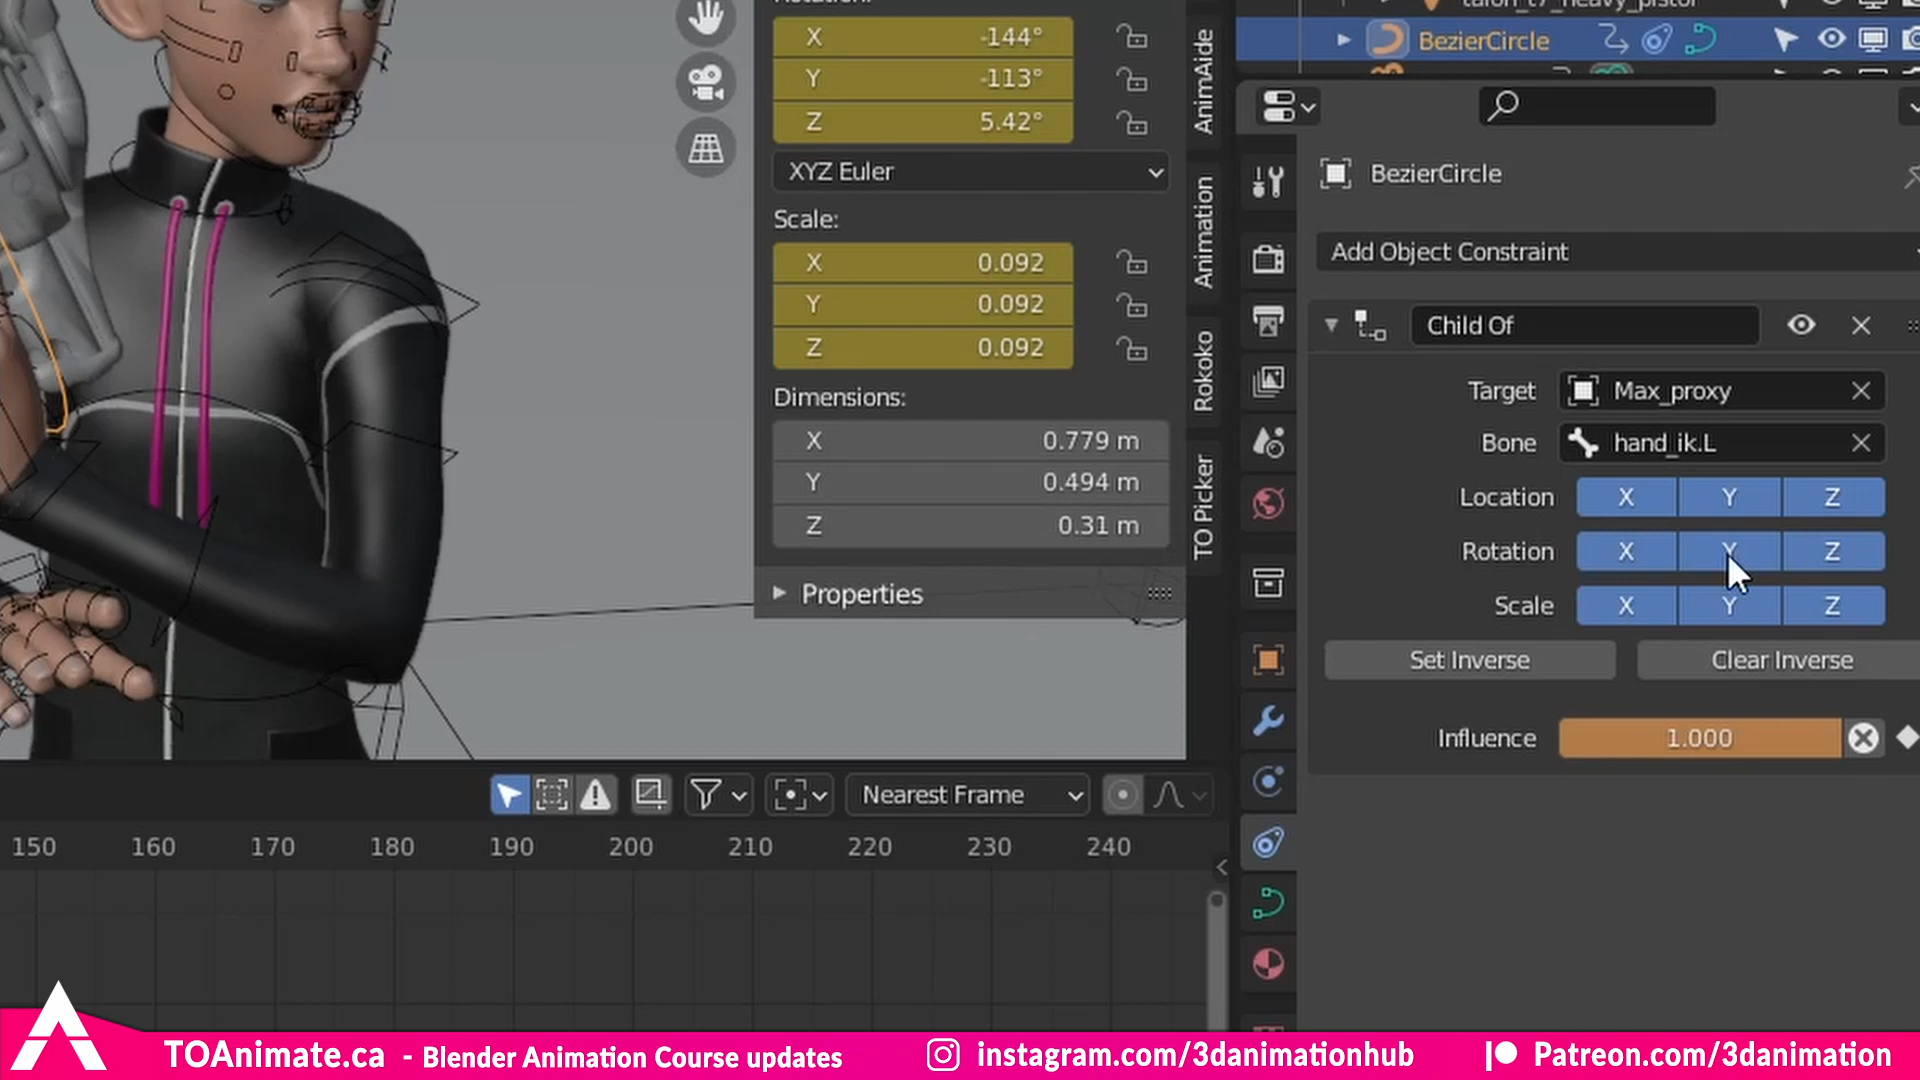 Rotation:
talon_t7_heavy_pistol
X -144°
Y -113°
Z 5.42°
XYZ Euler
Scale:
X 0.092
Y 0.092
Z 0.092
Dimensions:
X 0.779 m
Y 0.494 m
Z 0.31 m
Properties
AnimAide
Animation
Rokoko
TO Picker
BezierCircle
BezierCircle
Add Object Constraint
Child Of
Target Max_proxy
Bone hand_ik.L
Location X Y Z
Rotation X Y Z
Scale X Y Z
Set Inverse Clear Inverse
Influence 1.000
Nearest Frame
150 160 170 180 190 200 210 220 230 240
TOAnimate.ca - Blender Animation Course updates instagram.com/3danimationhub Patreon.com/3danimation